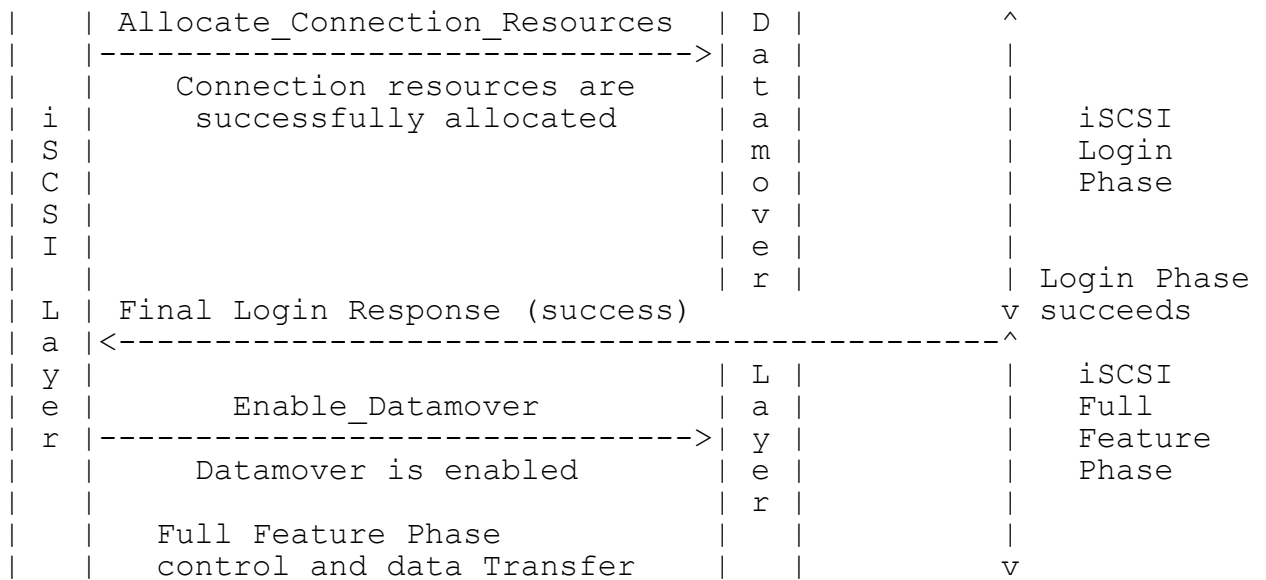 |   | Allocate_Connection_Resources  | D |            ^
|   |------------------------------->| a |            |
|   |    Connection resources are    | t |            |
| i |     successfully allocated     | a |            |   iSCSI
| S |                                | m |            |   Login
| C |                                | o |            |   Phase
| S |                                | v |            |
| I |                                | e |            |
|   |                                | r |            | Login Phase
| L | Final Login Response (success)                  v succeeds
| a |<-----------------------------------------------^
| y |                                | L |            |   iSCSI
| e |       Enable_Datamover         | a |            |   Full
| r |------------------------------->| y |            |   Feature
|   |     Datamover is enabled       | e |            |   Phase
|   |                                | r |            |
|   |   Full Feature Phase           |   |            |
|   |   control and data Transfer    |   |            v